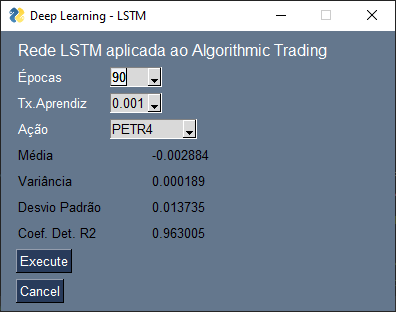 Deep Learning - LSTM
Rede LSTM aplicada ao Algorithmic Trading
Épocas 90
Tx.Aprendiz 0.001
Ação PETR4
Média -0.002884
Variância 0.000189
Desvio Padrão 0.013735
Coef. Det. R2 0.963005
Execute
Cancel